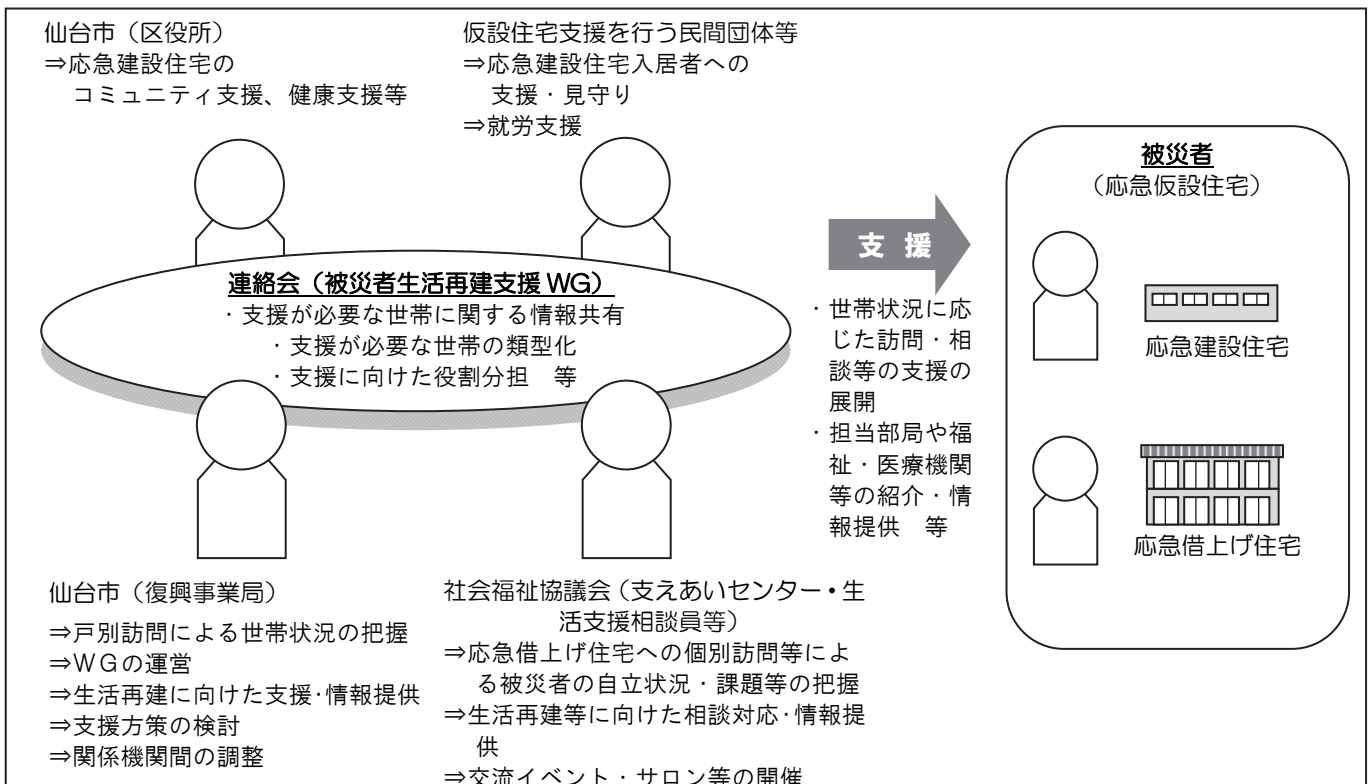 仙台市（区役所）
⇒応急建設住宅の
コミュニティ支援、健康支援等
仮設住宅支援を行う民間団体等
⇒応急建設住宅入居者への
支援・見守り
⇒就労支援
連絡会（被災者生活再建支援 WG）
・支援が必要な世帯に関する情報共有
・支援が必要な世帯の類型化
・支援に向けた役割分担　等
仙台市（復興事業局）
⇒戸別訪問による世帯状況の把握
⇒ＷＧの運営
⇒生活再建に向けた支援・情報提供
⇒支援方策の検討
⇒関係機関間の調整
社会福祉協議会（支えあいセンター・生
活支援相談員等）
⇒応急借上げ住宅への個別訪問等によ
る被災者の自立状況・課題等の把握
⇒生活再建等に向けた相談対応・情報提
供
⇒交流イベント・サロン等の開催
支 援
・世帯状況に応
じた訪問・相
談等の支援の
展開
・担当部局や福
祉・医療機関
等の紹介・情
報提供　等
被災者
（応急仮設住宅）
応急建設住宅
応急借上げ住宅